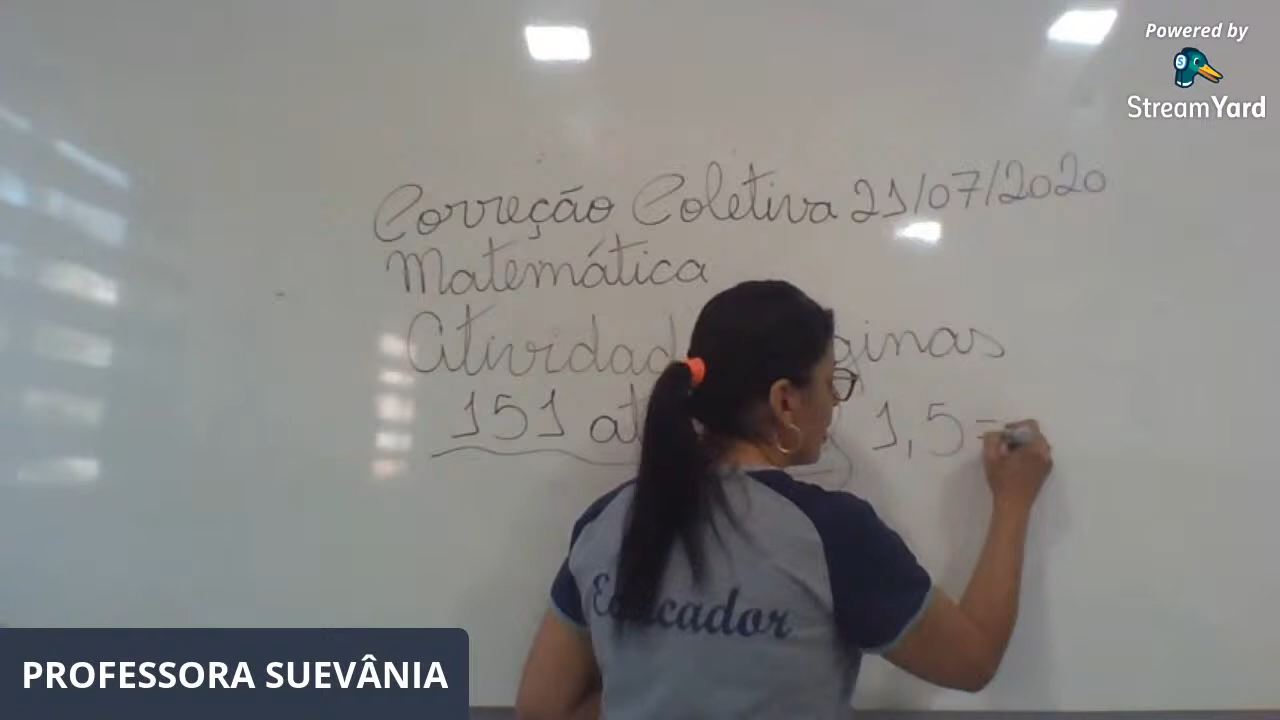 Powered by
StreamYard
Correção Coletiva 21/07/2020
Matemática
Atividad ginas
151 at 1,5 =
Educador
PROFESSORA SUEVÂNIA